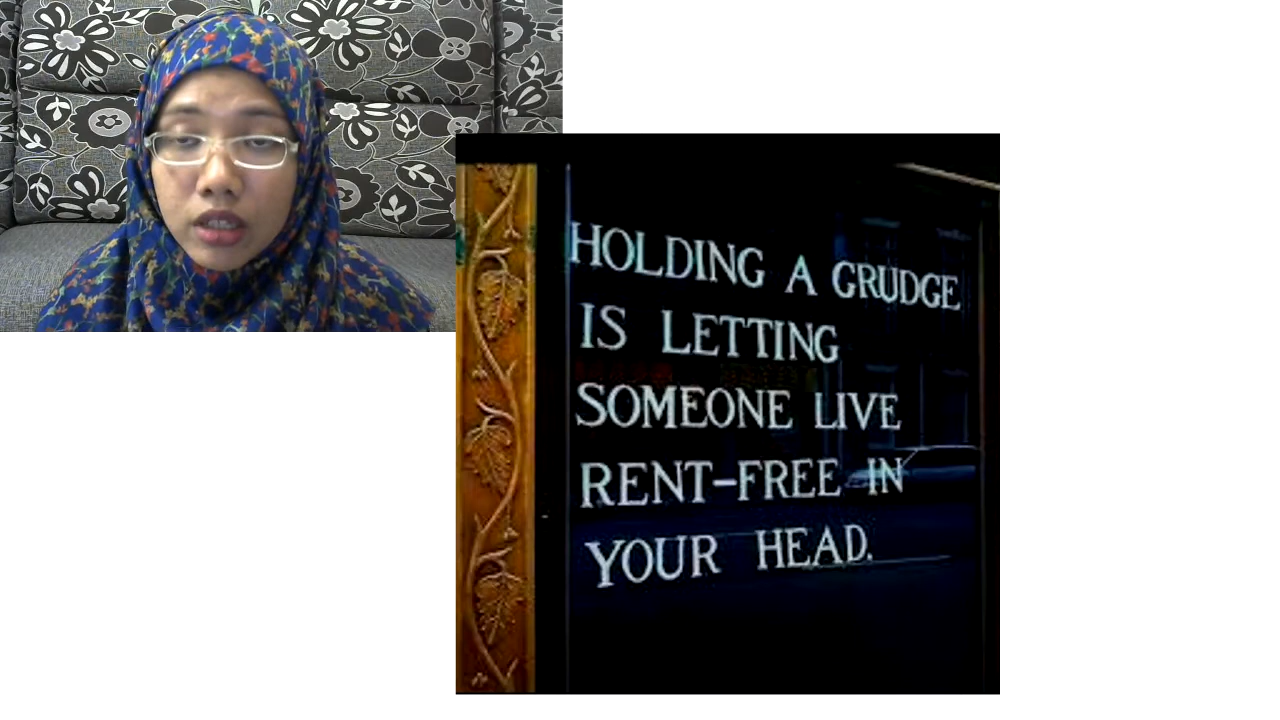 HOLDING A GRUDGE
IS LETTING
SOMEONE LIVE
RENT-FREE IN
YOUR HEAD.